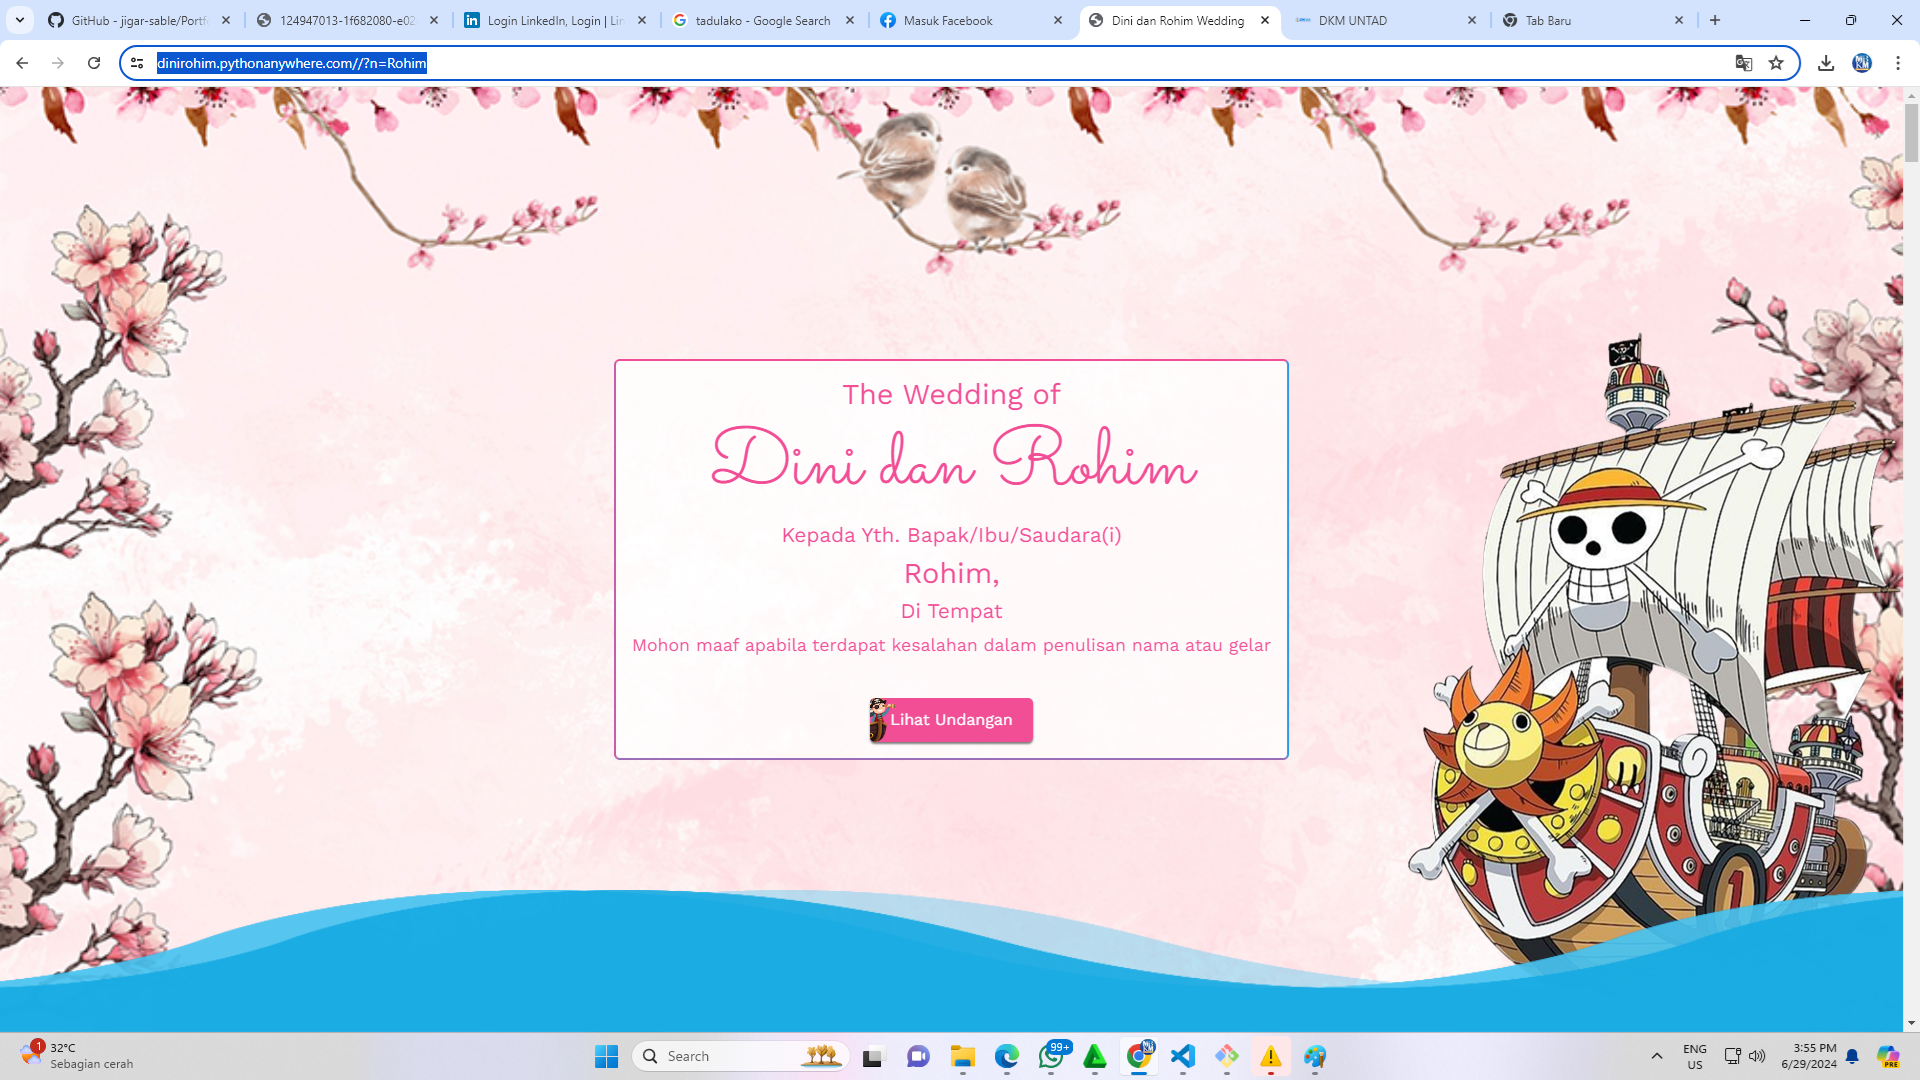 GitHub - jigar-sable/Portf
124947013-1f682080-e02
Login LinkedIn, Login | Lin
tadulako - Google Search
Masuk Facebook
Dini dan Rohim Wedding
DKM UNTAD
Tab Baru
dinirohim.pythonanywhere.com//?n=Rohim
The Wedding of
Dini dan Rohim
Kepada Yth. Bapak/Ibu/Saudara(i)
Rohim,
Di Tempat
Mohon maaf apabila terdapat kesalahan dalam penulisan nama atau gelar
Lihat Undangan
1
1
32°C
Sebagian cerah
Search
99+
ENG
US
3:55 PM
6/29/2024
PRE